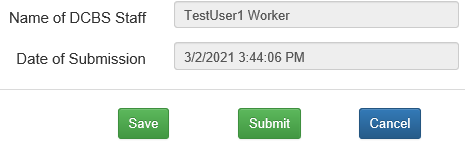 Name of DCBS Staff TestUser1 Worker
Date of Submission 3/2/2021 3:44:06 PM
Save Submit Cancel